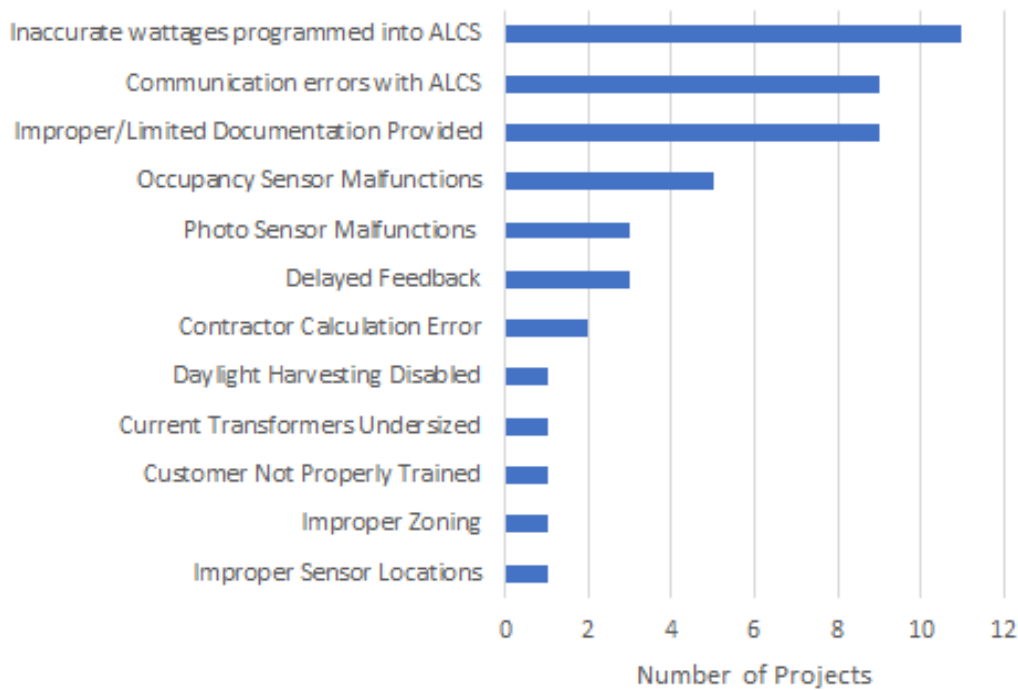 Inaccurate wattages programmed into ALCS
Communication errors with ALCS
Improper/Limited Documentation Provided
Occupancy Sensor Malfunctions
Photo Sensor Malfunctions
Delayed Feedback
Contractor Calculation Error
Daylight Harvesting Disabled
Current Transformers Undersized
Customer Not Properly Trained
Improper Zoning
Improper Sensor Locations
0 2 4 6 8 10 12
Number of Projects